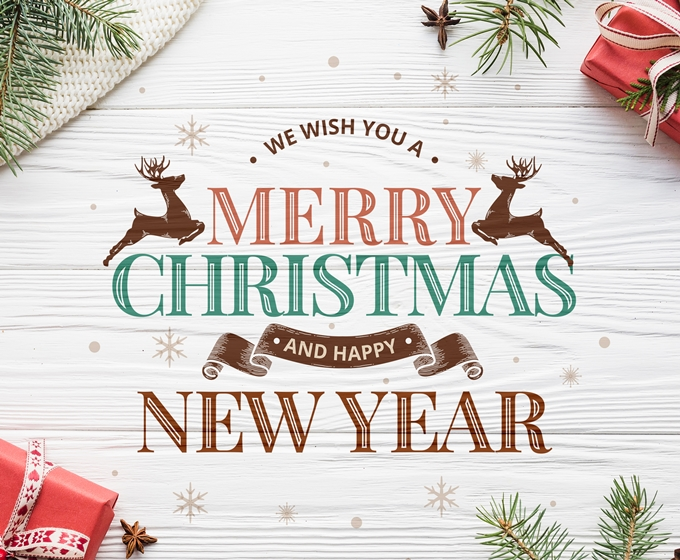 WE WISH YOU A
MERRY
CHRISTMAS
AND HAPPY
NEW YEAR